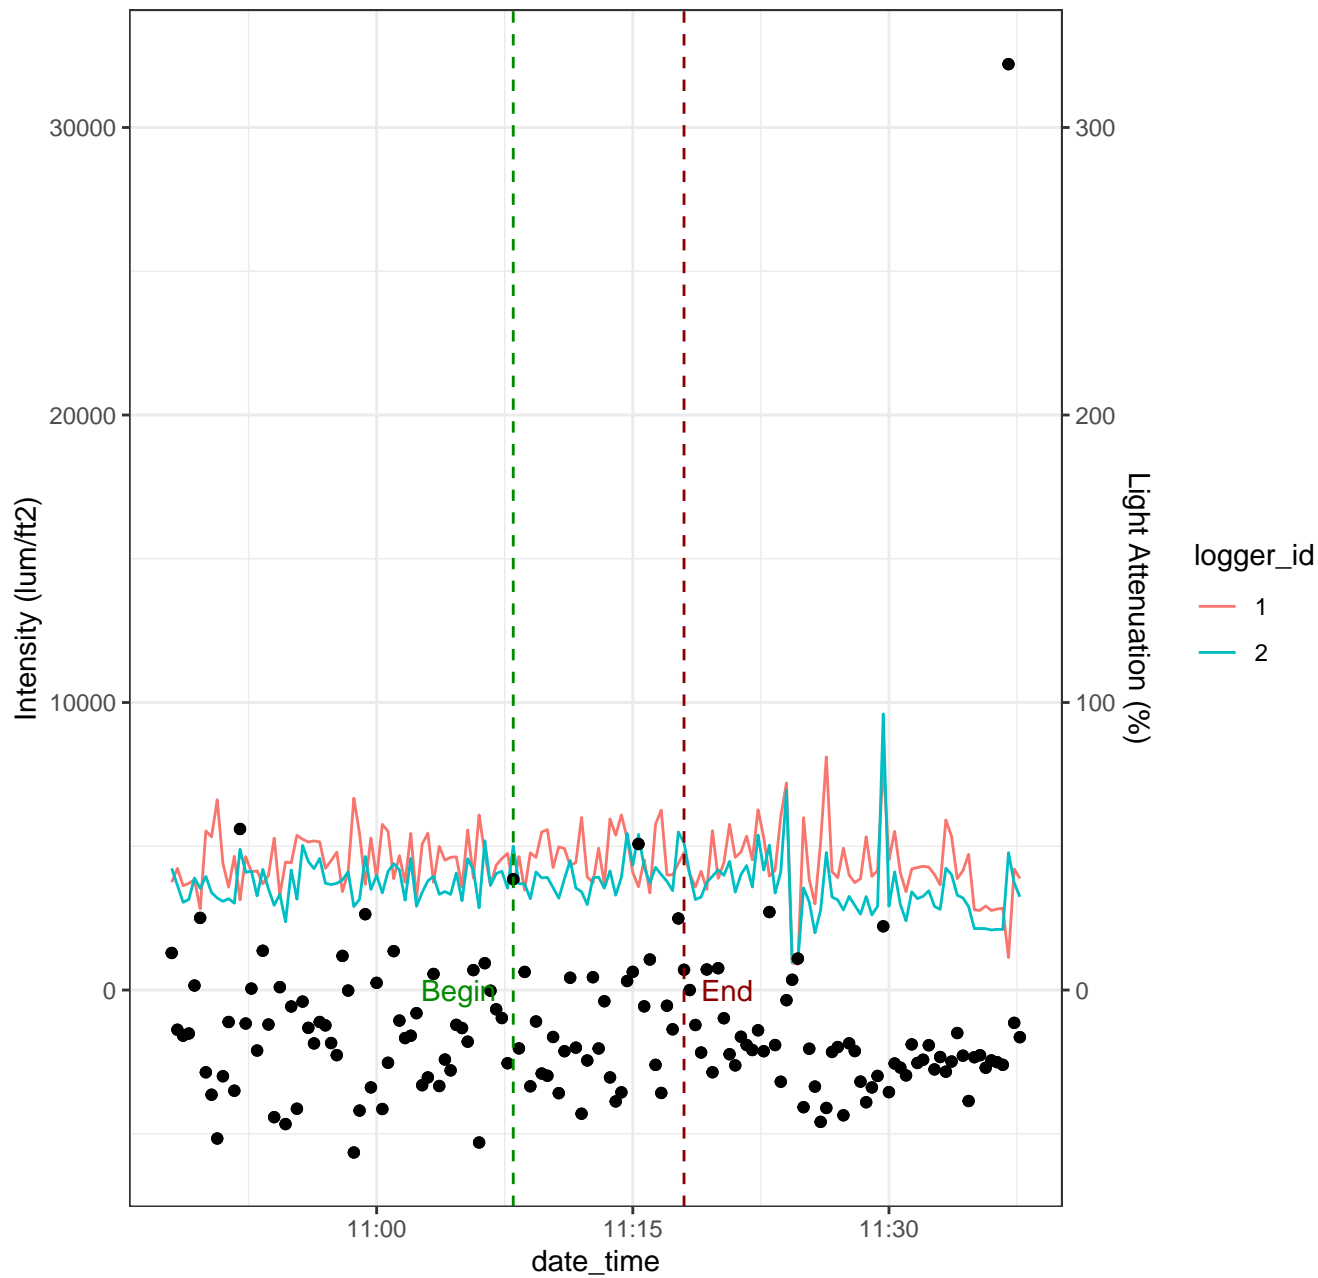 30000
20000
10000
0
Intensity (lum/ft2)
300
200
100
0
Light Attenuation (%)
Begin
End
11:00
11:15
11:30
date_time
logger_id
1
2